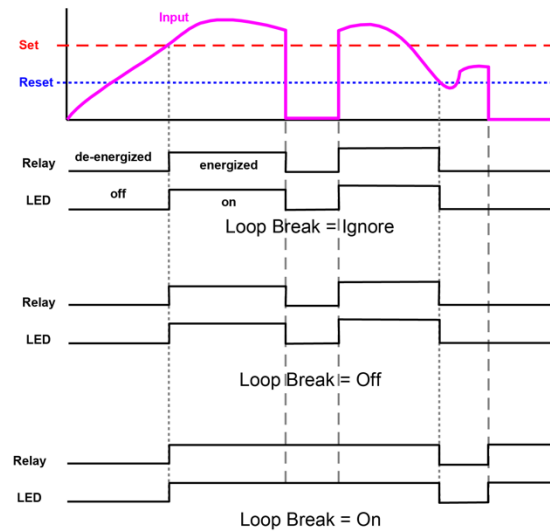 Input
Set
Reset
Relay de-energized energized
LED off on
Loop Break = Ignore
Relay
LED
Loop Break = Off
Relay
LED
Loop Break = On